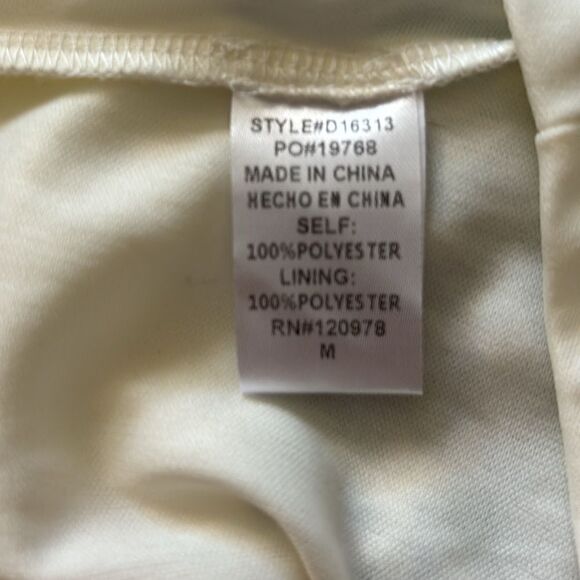 STYLE#D16313
PO#19768
MADE IN CHINA
HECHO EN CHINA
SELF:
100%POLYESTER
LINING:
100%POLYESTER
RN#120978
M